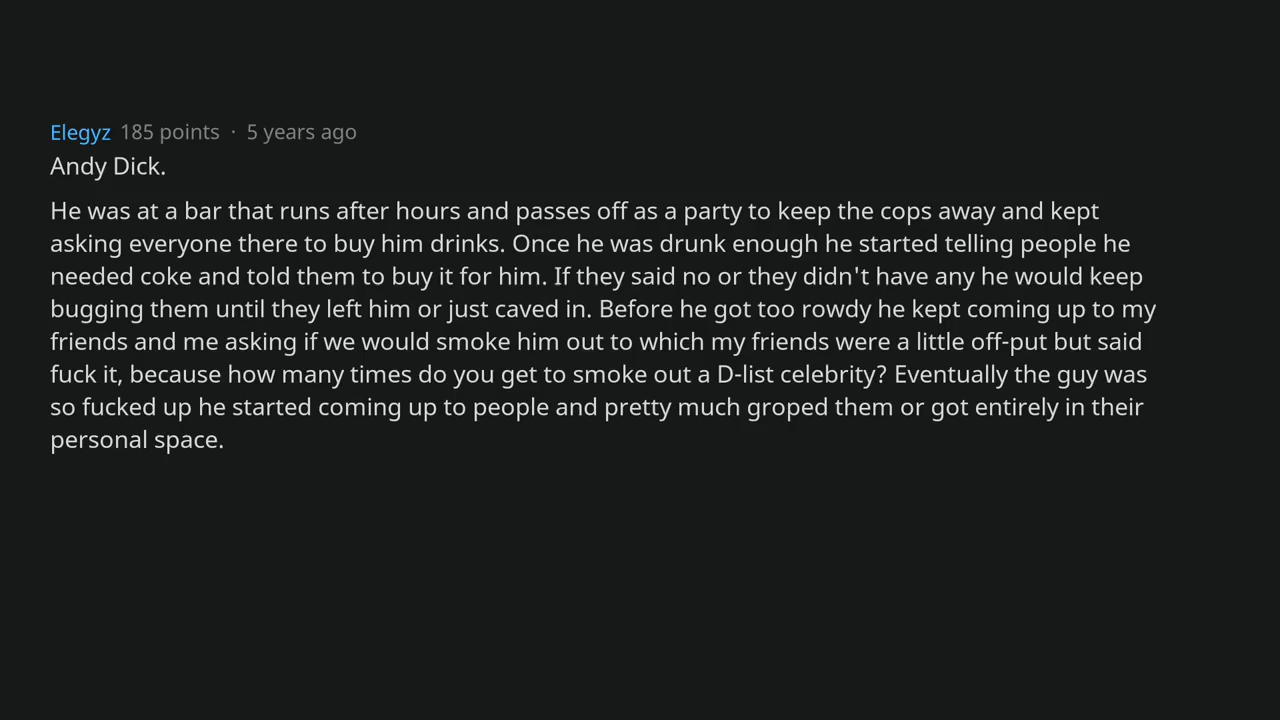 Elegyz 185 points · 5 years ago
Andy Dick.
He was at a bar that runs after hours and passes off as a party to keep the cops away and kept
asking everyone there to buy him drinks. Once he was drunk enough he started telling people he
needed coke and told them to buy it for him. If they said no or they didn't have any he would keep
bugging them until they left him or just caved in. Before he got too rowdy he kept coming up to my
friends and me asking if we would smoke him out to which my friends were a little off-put but said
fuck it, because how many times do you get to smoke out a D-list celebrity? Eventually the guy was
so fucked up he started coming up to people and pretty much groped them or got entirely in their
personal space.